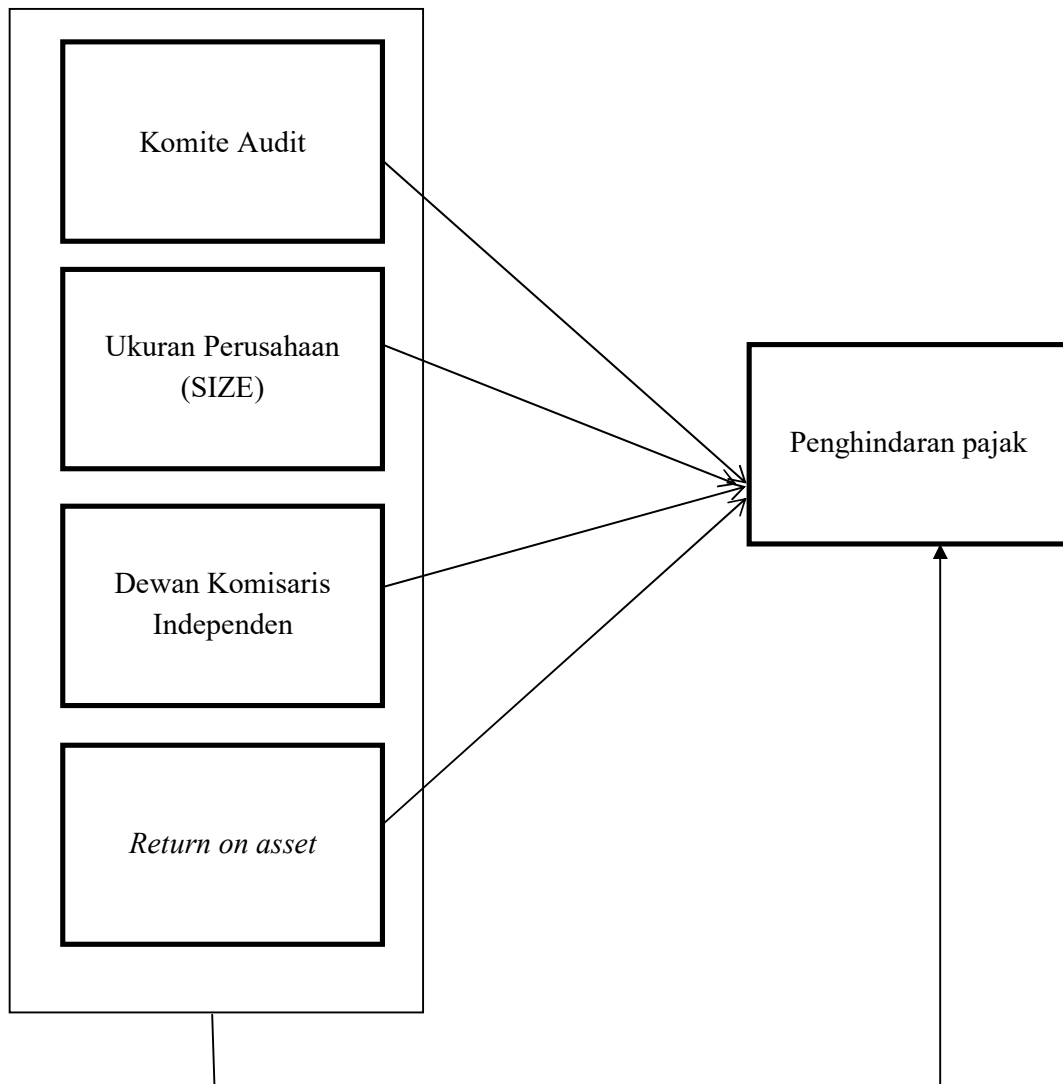 Komite Audit
Ukuran Perusahaan
(SIZE)
Penghindaran pajak
Dewan Komisaris
Independen
Return on asset